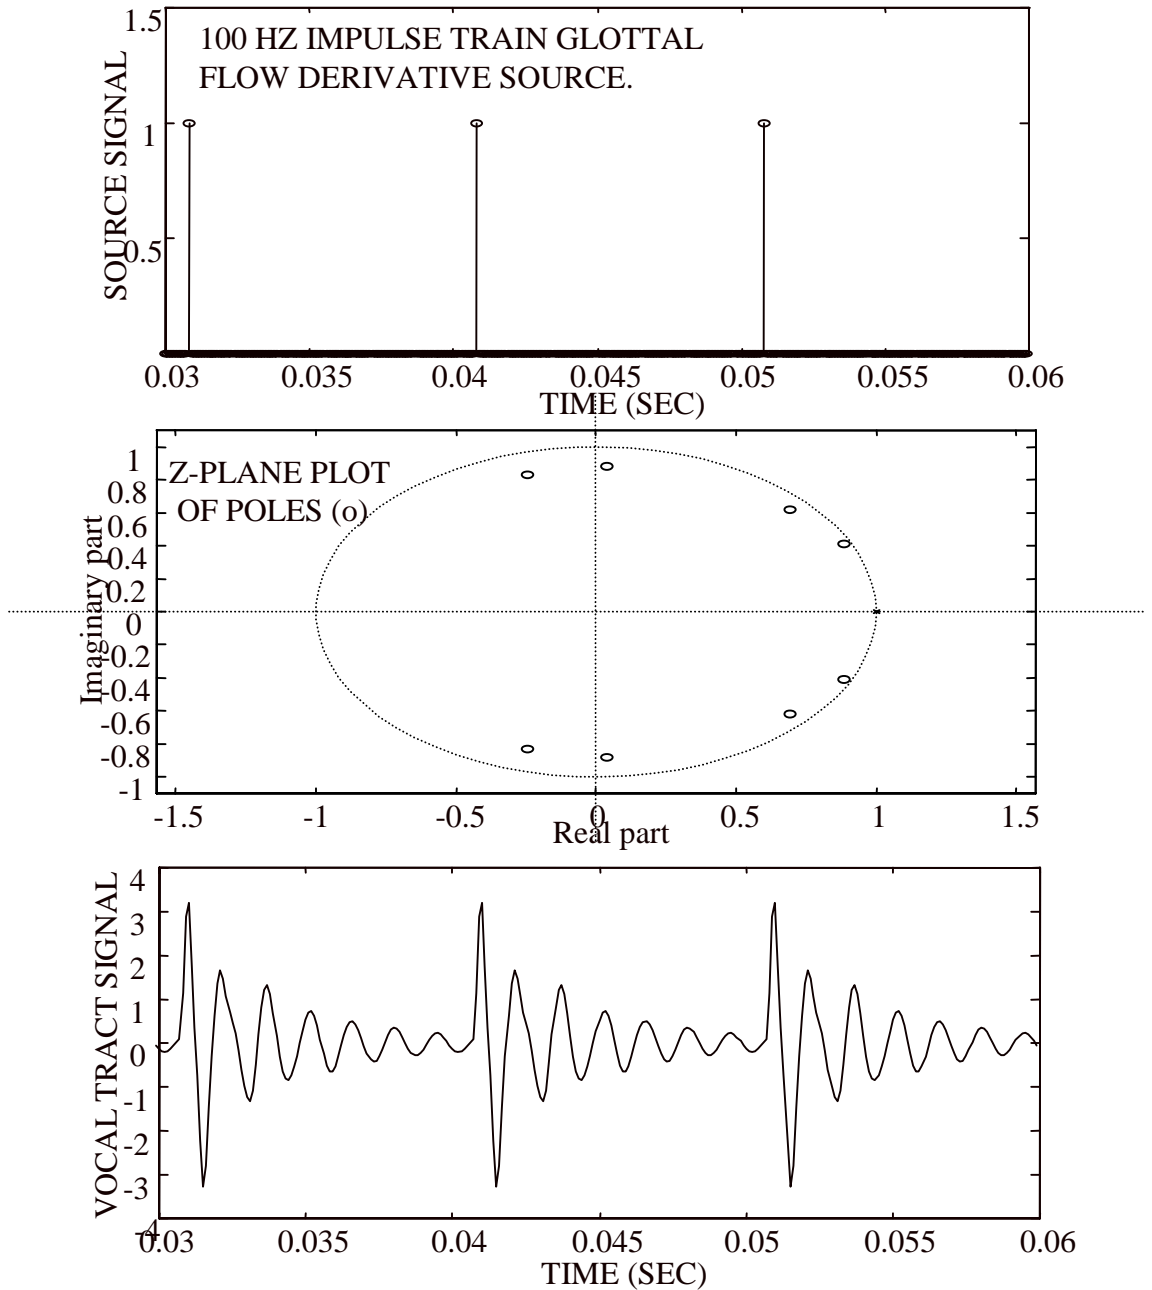 1.5
100 HZ IMPULSE TRAIN GLOTTAL
FLOW DERIVATIVE SOURCE.
SOURCE SIGNAL
1
0.5
0.03 0.035 0.04 0.045 0.05 0.055 0.06
TIME (SEC)
Z-PLANE PLOT
OF POLES (o)
Imaginary part
1
0.8
0.6
0.4
0.2
0
-0.2
-0.4
-0.6
-0.8
-1
-1.5 -1 -0.5 0 0.5 1 1.5
Real part
VOCAL TRACT SIGNAL
4
3
2
1
0
-1
-2
-3
-4
0.03 0.035 0.04 0.045 0.05 0.055 0.06
TIME (SEC)